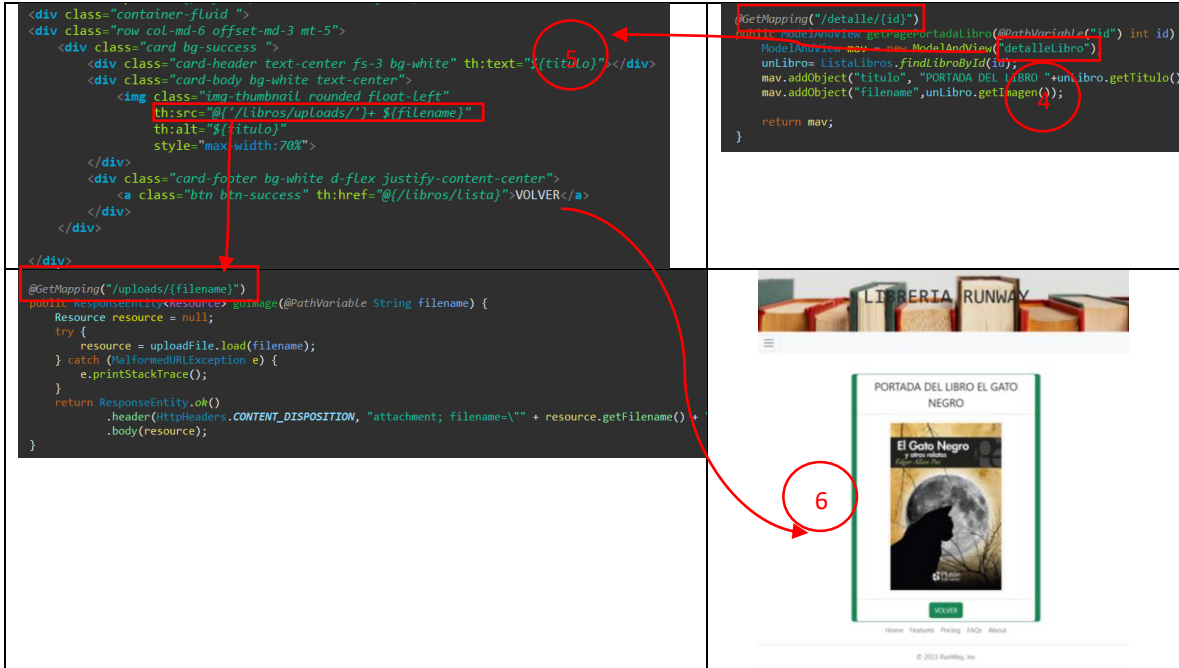 <div class="container-fluid ">
<div class="row col-md-6 offset-md-3 mt-5">
<div class="card bg-success ">
<div class="card-header text-center fs-3 bg-white" th:text="${titulo}"></div>
<div class="card-body bg-white text-center">
<img class="img-thumbnail rounded float-left"
th:src="@{'/libros/uploads/'}+ ${filename}"
th:alt="${titulo}"
style="max-width:70%">
</div>
<div class="card-footer bg-white d-flex justify-content-center">
<a class="btn btn-success" th:href="@{/libros/lista}">VOLVER</a>
</div>
</div>
</div>
5
@GetMapping("/detalle/{id}")
public ModelAndView getPagePortadaLibro(@PathVariable("id") int id)
ModelAndView mav = new ModelAndView("detalleLibro")
unLibro= ListaLibros.findLibroById(id);
mav.addObject("titulo", "PORTADA DEL LIBRO "+unLibro.getTitulo()
mav.addObject("filename",unLibro.getImagen());
return mav;
}
4
@GetMapping("/uploads/{filename}")
public ResponseEntity<Resource> goImage(@PathVariable String filename) {
Resource resource = null;
try {
resource = uploadFile.load(filename);
} catch (MalformedURLException e) {
e.printStackTrace();
}
return ResponseEntity.ok()
.header(HttpHeaders.CONTENT_DISPOSITION, "attachment; filename=\"" + resource.getFilename() + "
.body(resource);
}
LIBRERIA RUNWAY
PORTADA DEL LIBRO EL GATO
NEGRO
El Gato Negro
y otros relatos
Edgar Allan Poe
Plutón
Ediciones
VOLVER
Home Features Pricing FAQs About
© 2023 RunWay, Inc
6